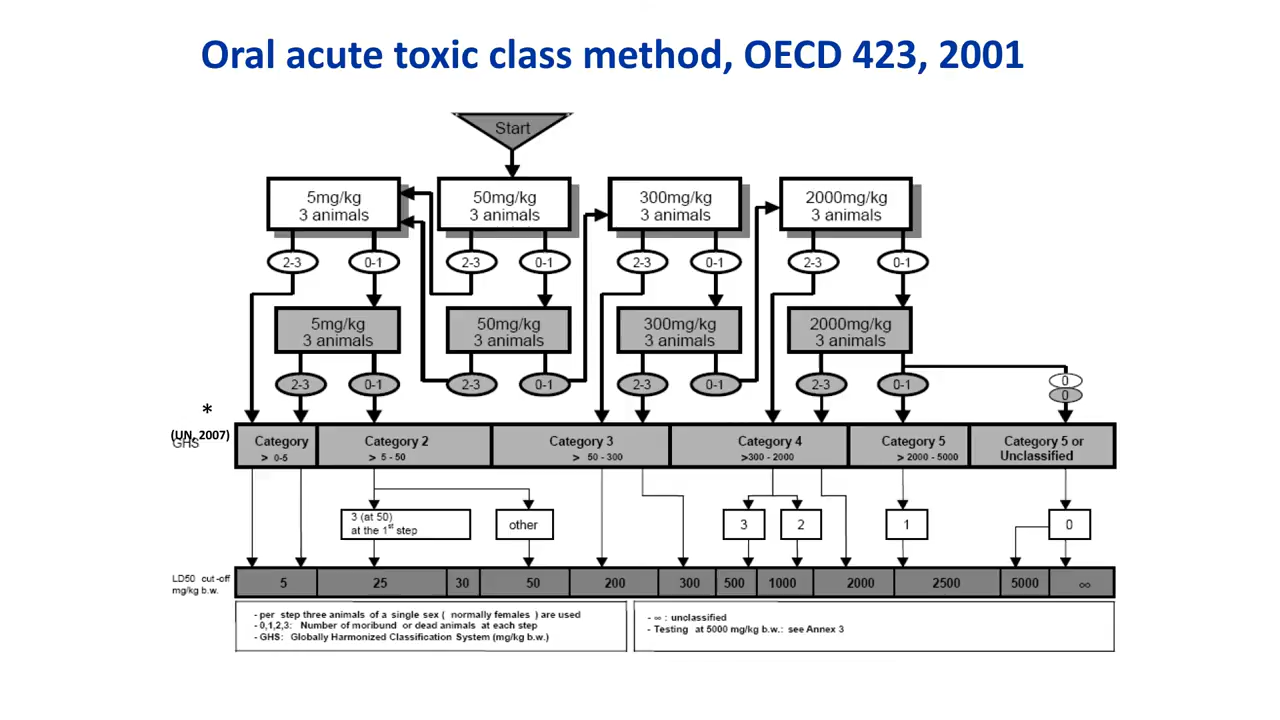 Oral acute toxic class method, OECD 423, 2001
Start
5mg/kg
3 animals
50mg/kg
3 animals
300mg/kg
3 animals
2000mg/kg
3 animals
2-3
0-1
2-3
0-1
2-3
0-1
2-3
0-1
5mg/kg
3 animals
50mg/kg
3 animals
300mg/kg
3 animals
2000mg/kg
3 animals
2-3
0-1
2-3
0-1
2-3
0-1
2-3
0-1
0
0
*
(UN, 2007)
GHS
Category
> 0-5
Category 2
> 5 - 50
Category 3
> 50 - 300
Category 4
>300 - 2000
Category 5
> 2000 - 5000
Category 5 or
Unclassified
3 (at 50)
at the 1st step
other
3
2
1
0
LD50 cut-off
mg/kg b.w.
5
25
30
50
200
300
500
1000
2000
2500
5000
∞
- per step three animals of a single sex ( normally females ) are used
- 0,1,2,3: Number of moribund or dead animals at each step
- GHS: Globally Harmonized Classification System (mg/kg b.w.)
- ∞ : unclassified
- Testing at 5000 mg/kg b.w.: see Annex 3